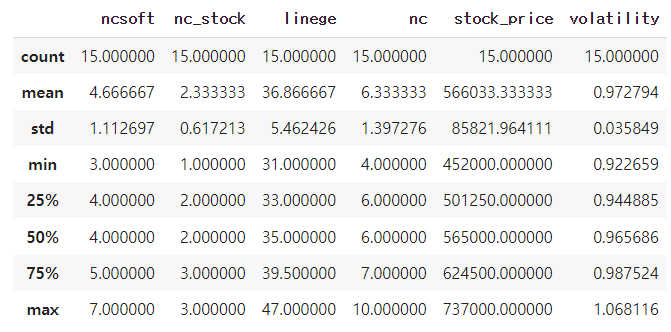 ncsoft nc_stock linege nc stock_price volatility
count 15.000000 15.000000 15.000000 15.000000 15.000000 15.000000
mean 4.666667 2.333333 36.866667 6.333333 566033.333333 0.972794
std 1.112697 0.617213 5.462426 1.397276 85821.964111 0.035849
min 3.000000 1.000000 31.000000 4.000000 452000.000000 0.922659
25% 4.000000 2.000000 33.000000 6.000000 501250.000000 0.944885
50% 4.000000 2.000000 35.000000 6.000000 565000.000000 0.965686
75% 5.000000 3.000000 39.500000 7.000000 624500.000000 0.987524
max 7.000000 3.000000 47.000000 10.000000 737000.000000 1.068116